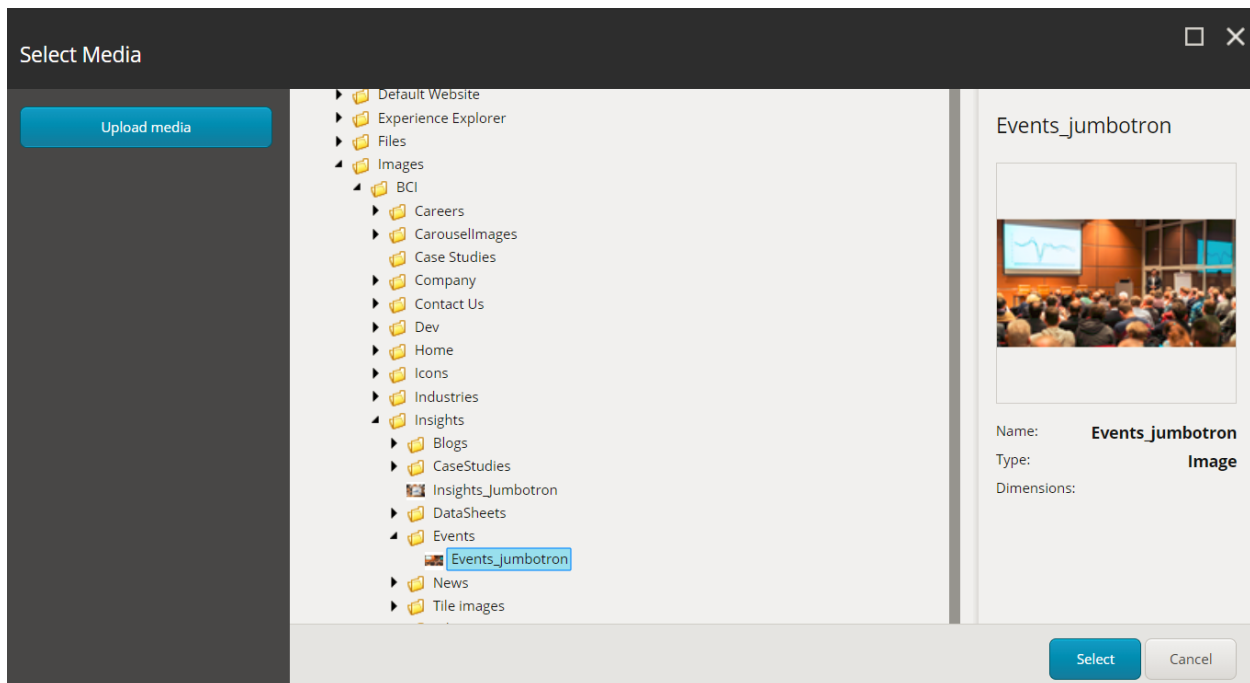 Select Media
Upload media
Default Website
Experience Explorer
Files
Images
BCI
Careers
CarouselImages
Case Studies
Company
Contact Us
Dev
Home
Icons
Industries
Insights
Blogs
CaseStudies
Insights_Jumbotron
DataSheets
Events
Events_jumbotron
News
Tile images
Events_jumbotron
Name: Events_jumbotron
Type: Image
Dimensions:
Select Cancel